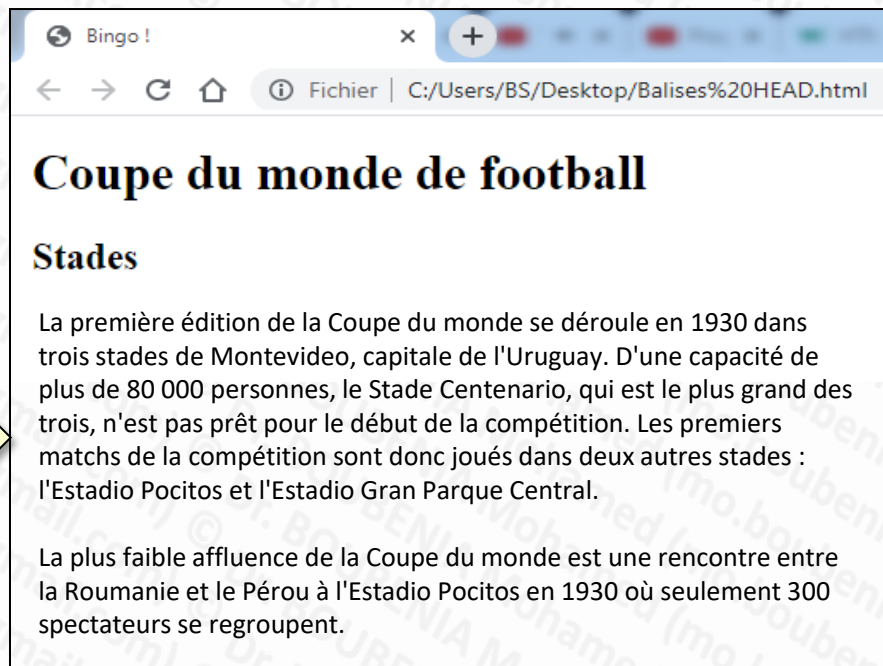 Bingo !
Fichier | C:/Users/BS/Desktop/Balises%20HEAD.html
Coupe du monde de football
Stades
La première édition de la Coupe du monde se déroule en 1930 dans
trois stades de Montevideo, capitale de l'Uruguay. D'une capacité de
plus de 80 000 personnes, le Stade Centenario, qui est le plus grand des
trois, n'est pas prêt pour le début de la compétition. Les premiers
matchs de la compétition sont donc joués dans deux autres stades :
l'Estadio Pocitos et l'Estadio Gran Parque Central.
La plus faible affluence de la Coupe du monde est une rencontre entre
la Roumanie et le Pérou à l'Estadio Pocitos en 1930 où seulement 300
spectateurs se regroupent.